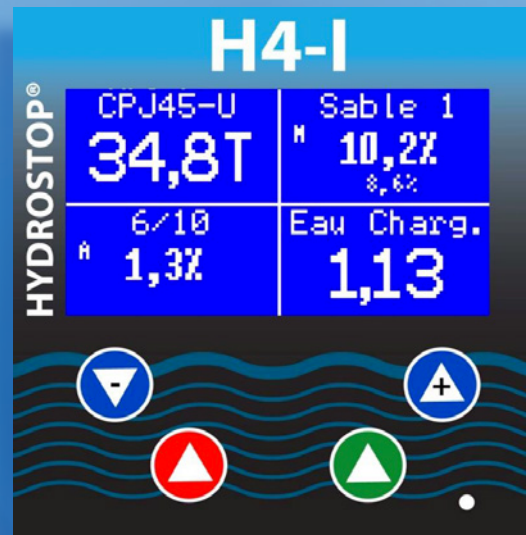 H4-I
HYDROSTOP®
CPJ45-U
34,8T
Sable 1
M 10,2%
8,6%
6/10
A 1,3%
Eau Charg.
1,13
-
+